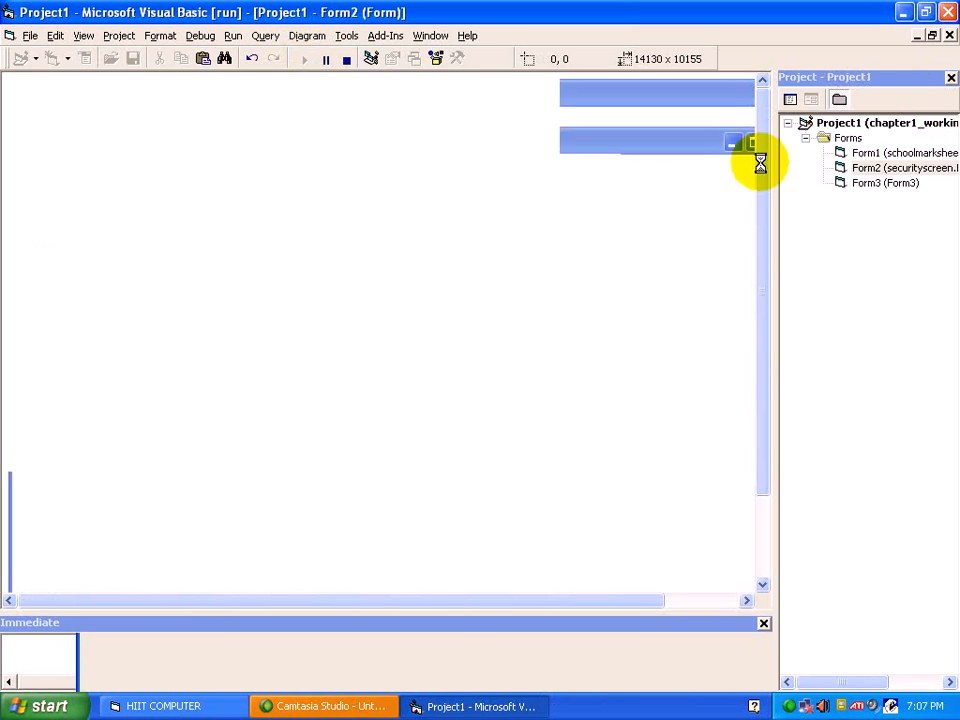 Project1 - Microsoft Visual Basic [run] - [Project1 - Form2 (Form)]
File Edit View Project Format Debug Run Query Diagram Tools Add-Ins Window Help
0, 0 14130 x 10155
Project - Project1
Project1 (chapter1_workin
Forms
Form1 (schoolmarkshee
Form2 (securityscreen.
Form3 (Form3)
Immediate
start HIIT COMPUTER Camtasia Studio - Unt... Project1 - Microsoft V... ATI 7:07 PM